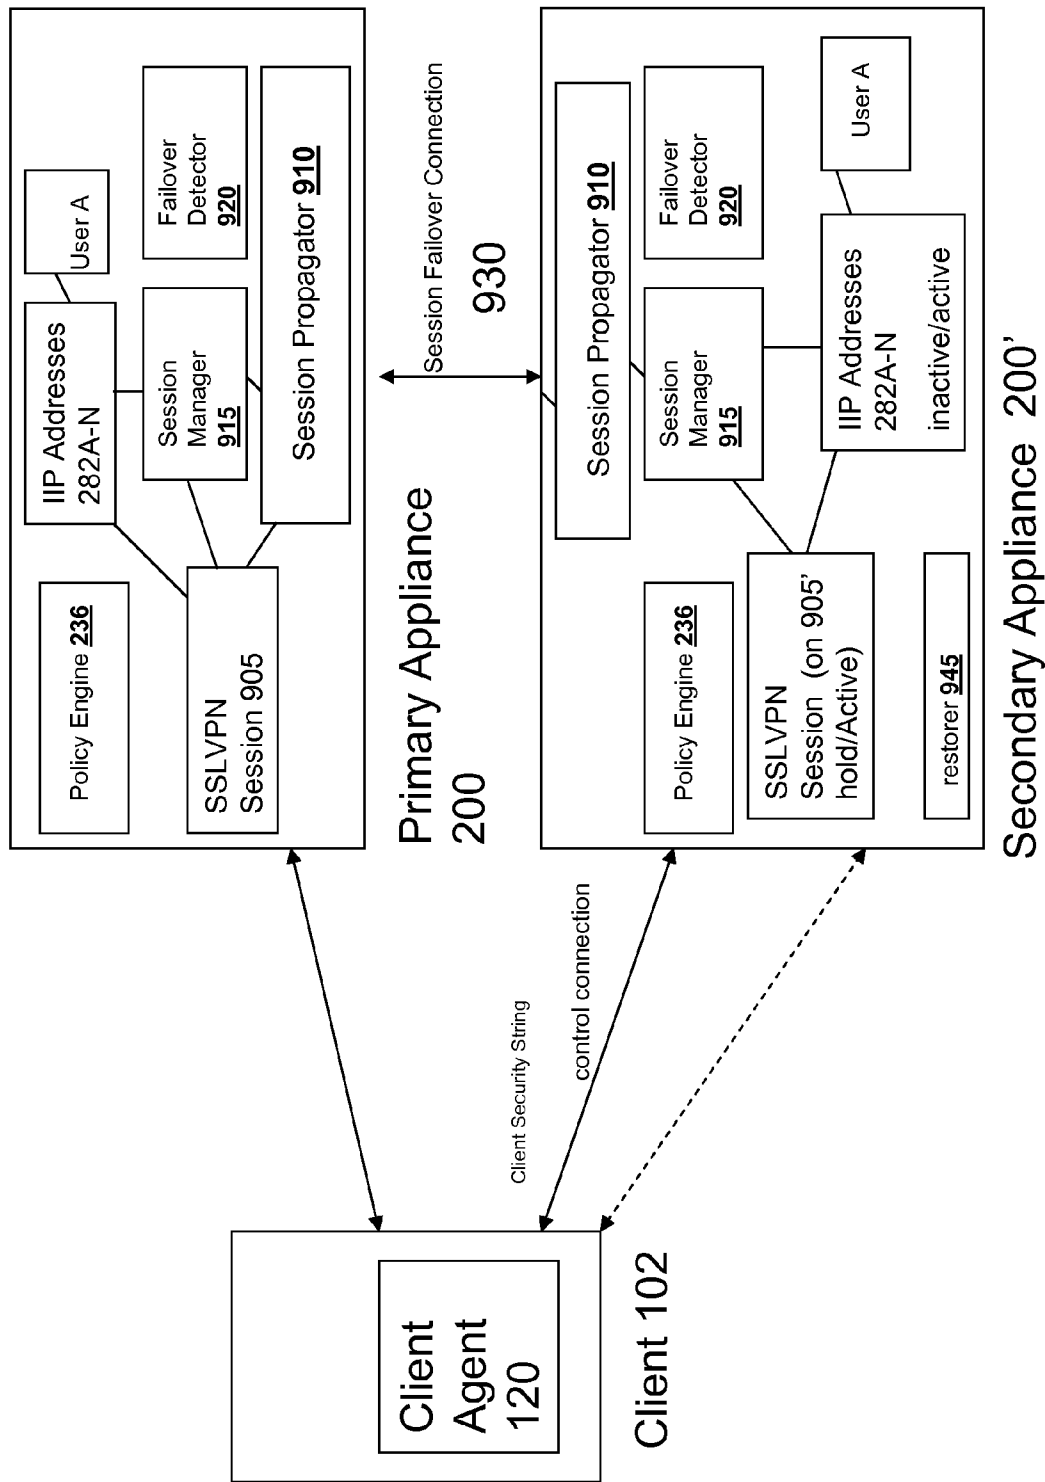 Client
Agent
120
Client 102
Policy Engine 236
SSLVPN
Session 905
IIP Addresses
282A-N
User A
Session
Manager
915
Failover
Detector
920
Session Propagator 910
Primary Appliance
200
Session Failover Connection
930
Client Security String
control connection
Session Propagator 910
Policy Engine 236
Session
Manager
915
Failover
Detector
920
SSLVPN
Session (on 905'
hold/Active)
IIP Addresses
282A-N
inactive/active
User A
restorer 945
Secondary Appliance 200'